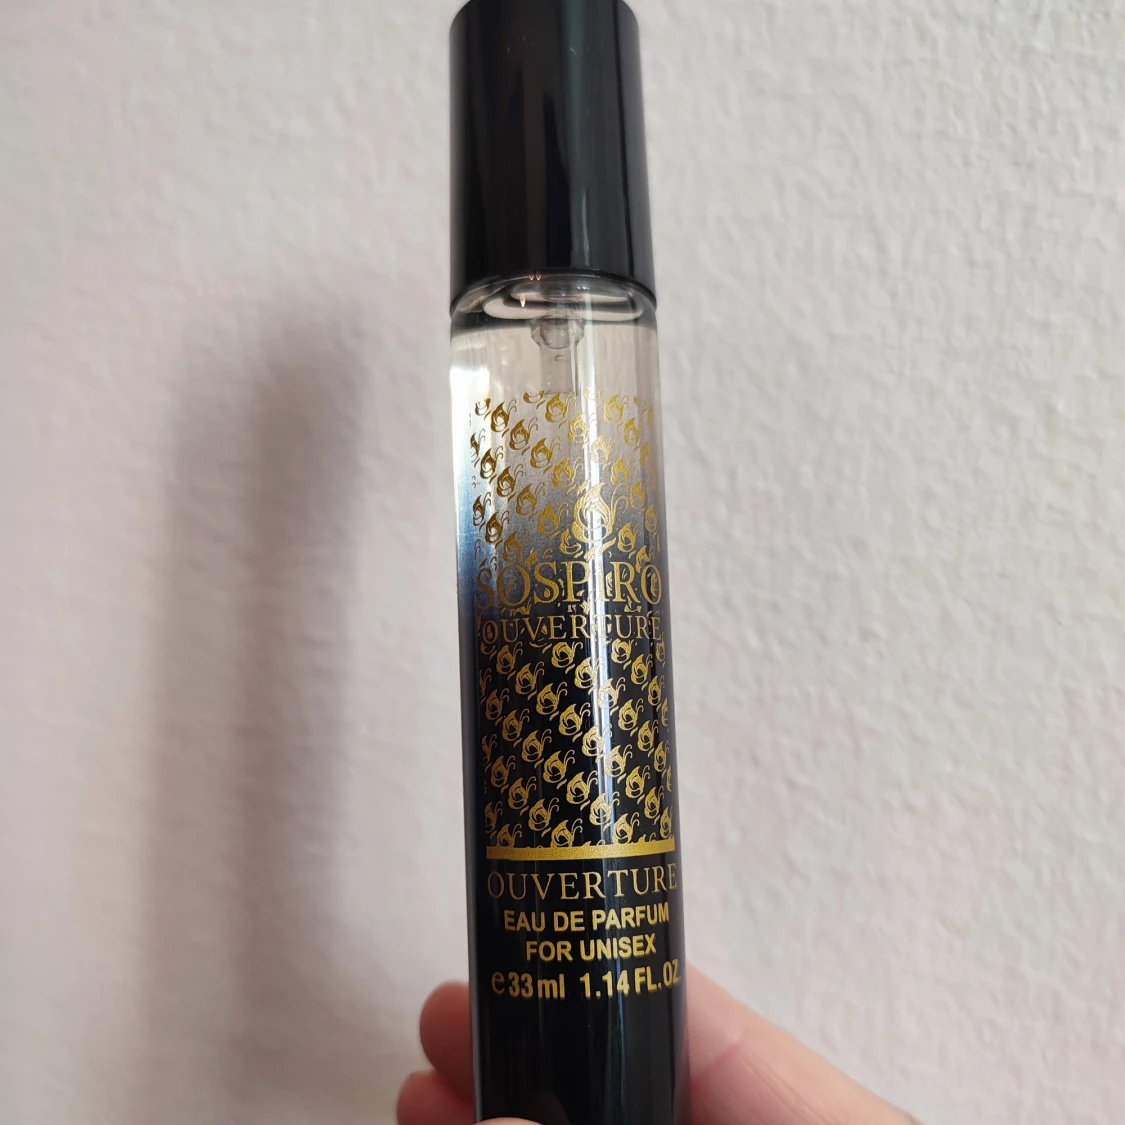 SOSPIRO
OUVERTURE
OUVERTURE
EAU DE PARFUM
FOR UNISEX
℮33ml 1.14 FL.OZ.